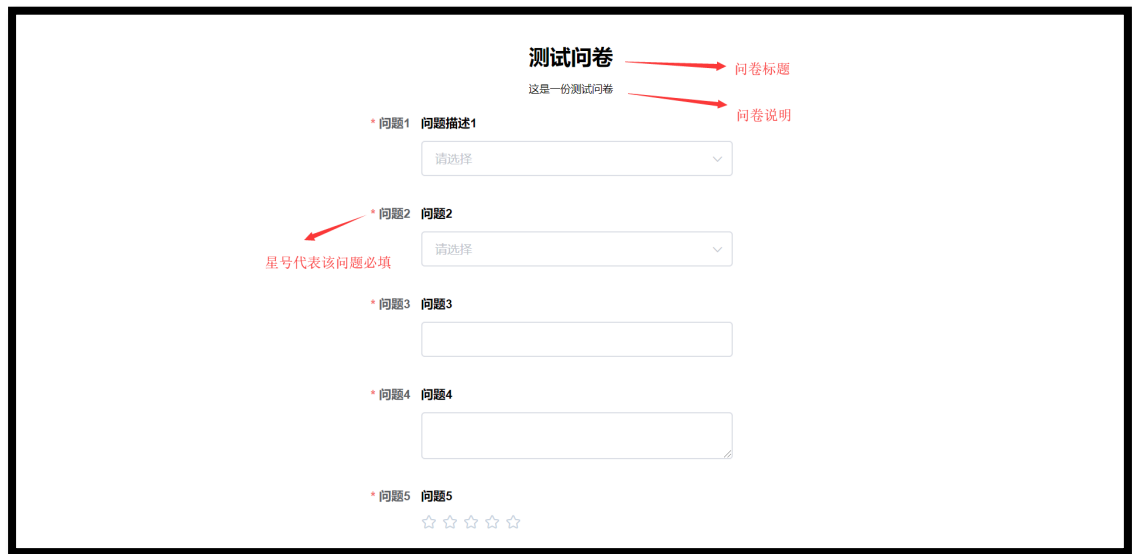 测试问卷
问卷标题
这是一份测试问卷
问卷说明
* 问题1 问题描述1
请选择
* 问题2 问题2
请选择
星号代表该问题必填
* 问题3 问题3
* 问题4 问题4
* 问题5 问题5